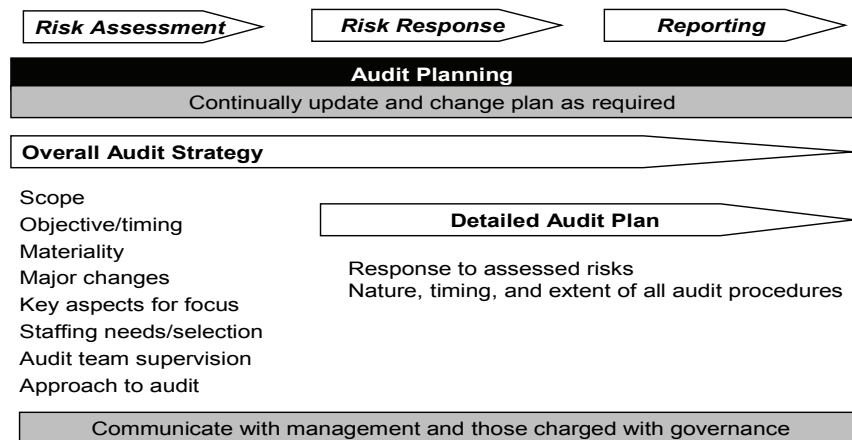 Risk Assessment
Risk Response
Reporting
Audit Planning
Continually update and change plan as required
Overall Audit Strategy
Scope
Objective/timing
Materiality
Major changes
Key aspects for focus
Staffing needs/selection
Audit team supervision
Approach to audit
Detailed Audit Plan
Response to assessed risks
Nature, timing, and extent of all audit procedures
Communicate with management and those charged with governance